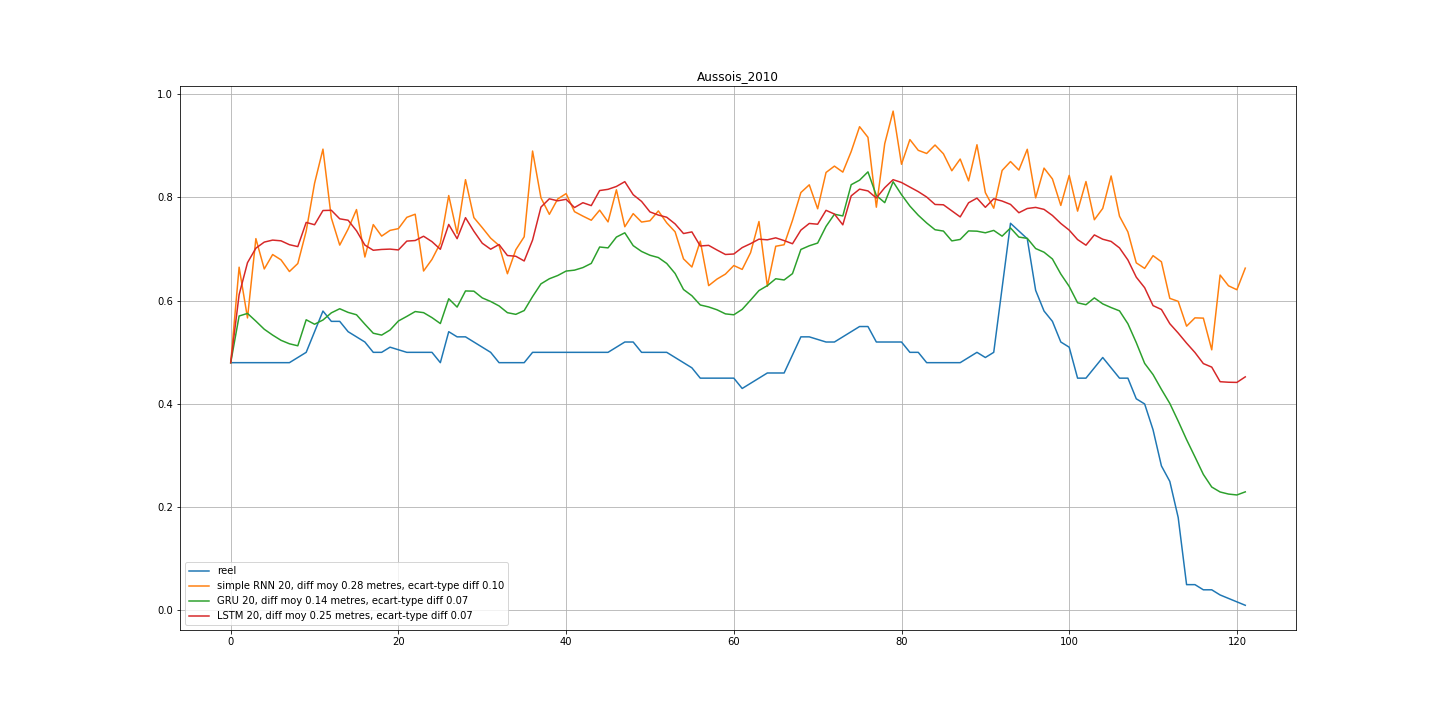 Aussois_2010
1.0
0.8
0.6
0.4
0.2
0.0
reel
simple RNN 20, diff moy 0.28 metres, ecart-type diff 0.10
GRU 20, diff moy 0.14 metres, ecart-type diff 0.07
LSTM 20, diff moy 0.25 metres, ecart-type diff 0.07
0 20 40 60 80 100 120